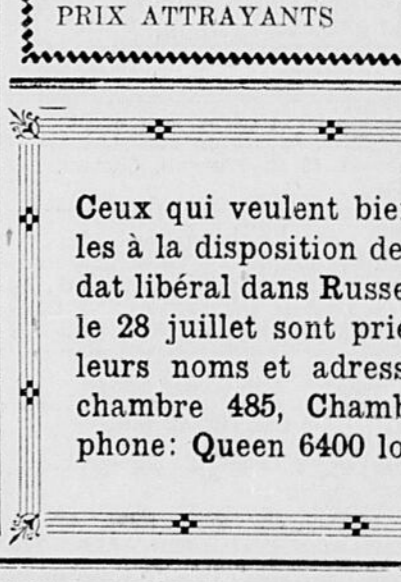 PRIX ATTRAYANTS
Ceux qui veulent bie
les à la disposition de
dat libéral dans Russe
le 28 juillet sont prié
leurs noms et adress
chambre 485, Chamb
phone: Queen 6400 lo